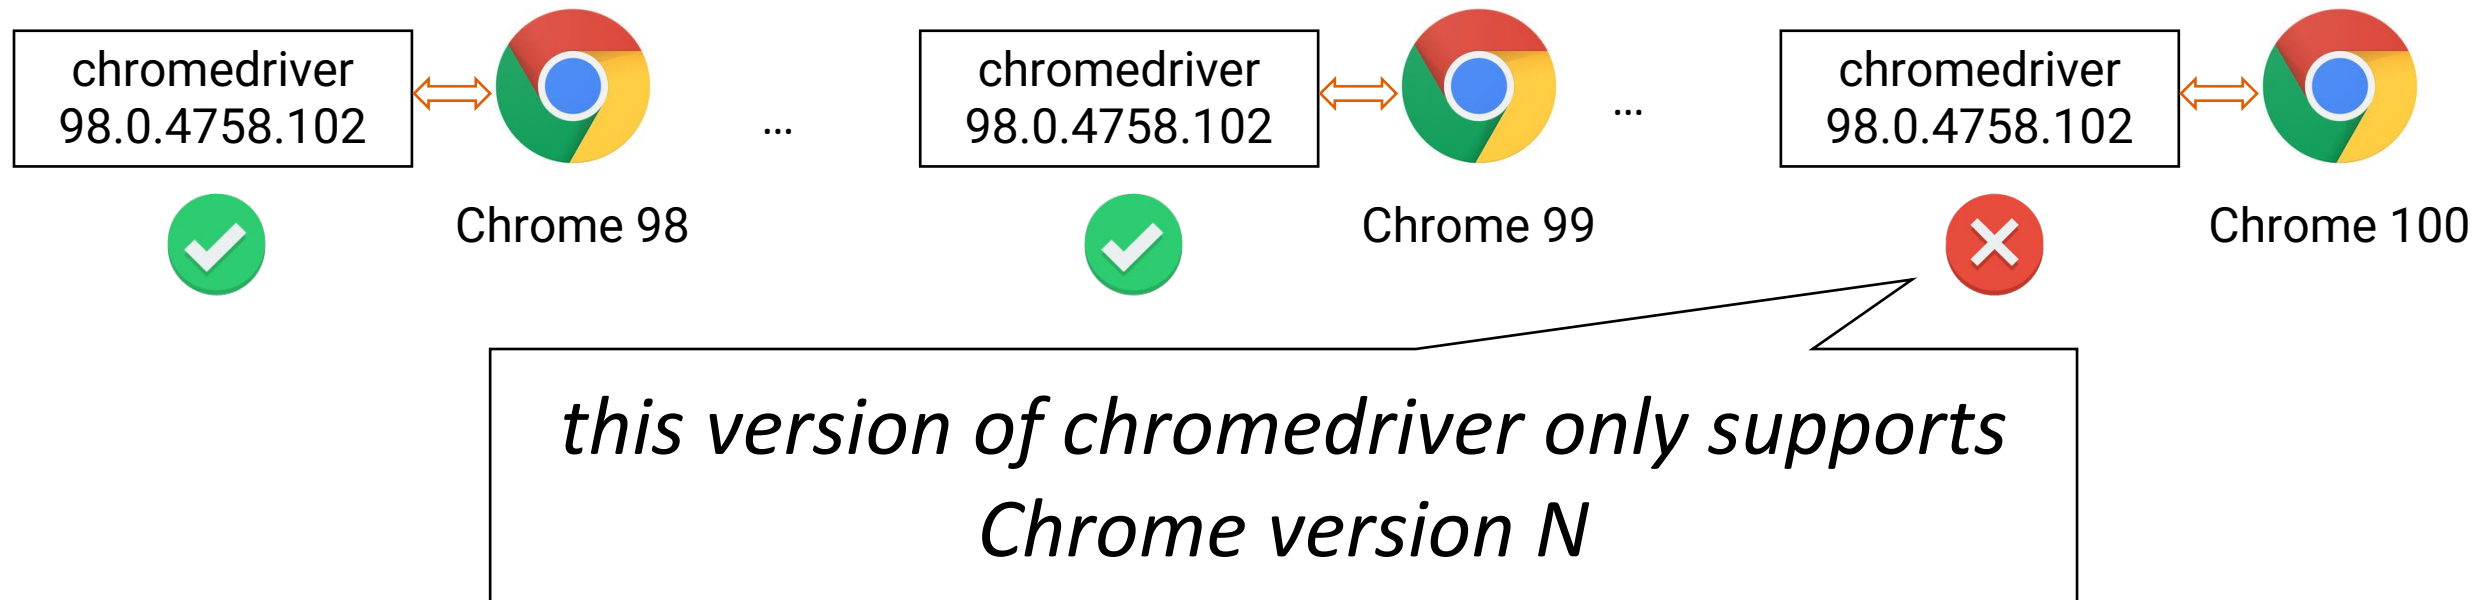 chromedriver
98.0.4758.102
Chrome 98
...
chromedriver
98.0.4758.102
Chrome 99
...
chromedriver
98.0.4758.102
Chrome 100
this version of chromedriver only supports
Chrome version N